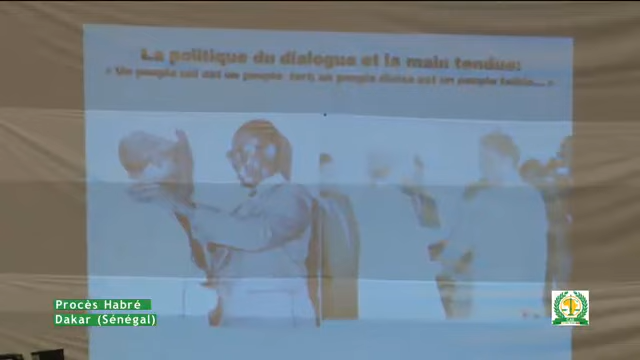 La politique du dialogue et la main tendue:
« Un peuple uni est un peuple fort, un peuple divisé est un peuple faible... »
Procès Habré
Dakar (Sénégal)